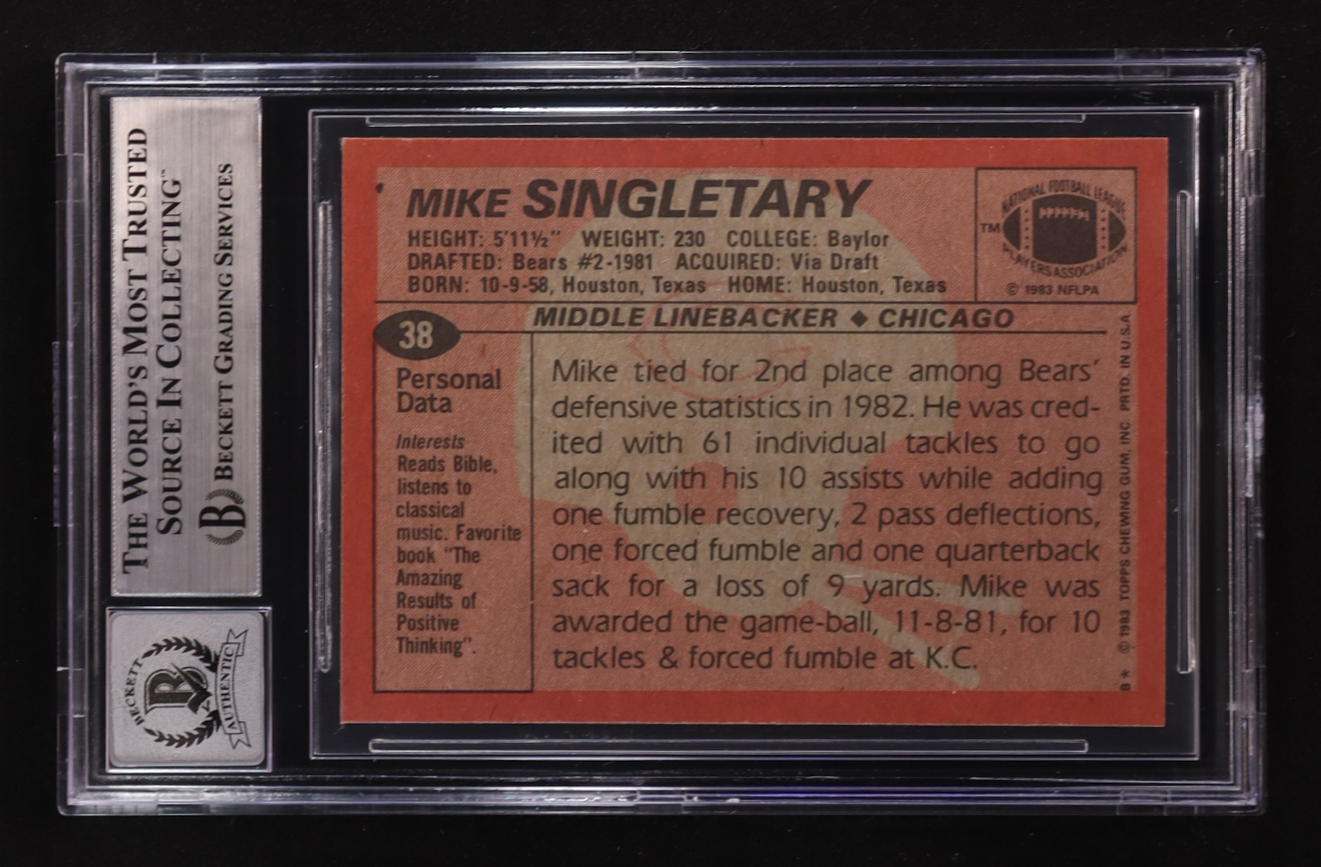 THE WORLD'S MOST TRUSTED
SOURCE IN COLLECTING™
B BECKETT GRADING SERVICES
BECKETT
B
AUTHENTIC
MIKE SINGLETARY
HEIGHT: 5'11½" WEIGHT: 230 COLLEGE: Baylor
DRAFTED: Bears #2-1981 ACQUIRED: Via Draft
BORN: 10-9-58, Houston, Texas HOME: Houston, Texas
NATIONAL FOOTBALL LEAGUE
TM
PLAYERS ASSOCIATION
© 1983 NFLPA
38
MIDDLE LINEBACKER ♦ CHICAGO
Personal
Data
Interests
Reads Bible,
listens to
classical
music. Favorite
book "The
Amazing
Results of
Positive
Thinking".
Mike tied for 2nd place among Bears'
defensive statistics in 1982. He was cred-
ited with 61 individual tackles to go
along with his 10 assists while adding
one fumble recovery, 2 pass deflections,
one forced fumble and one quarterback
sack for a loss of 9 yards. Mike was
awarded the game-ball, 11-8-81, for 10
tackles & forced fumble at K.C.
B* © 1983 TOPPS CHEWING GUM, INC. PRTD. IN U.S.A